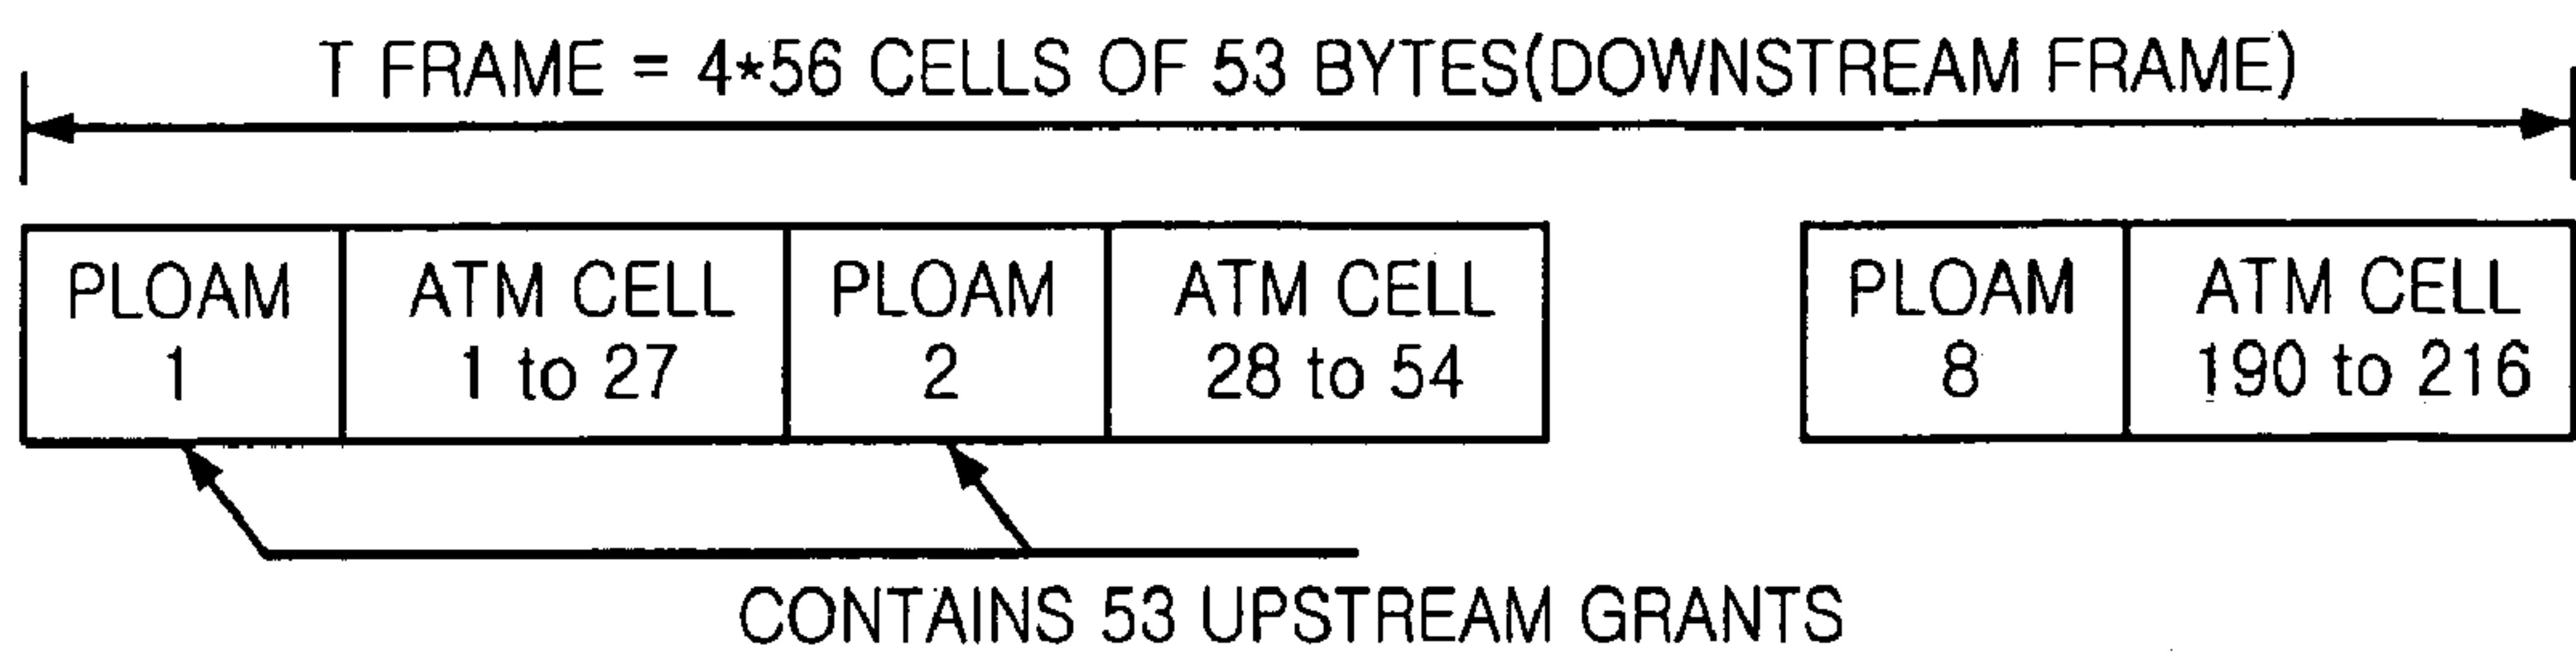 T FRAME = 4*56 CELLS OF 53 BYTES(DOWNSTREAM FRAME)
PLOAM ATM CELL PLOAM ATM CELL PLOAM ATM CELL
1 1 to 27 2 28 to 54 8 190 to 216
CONTAINS 53 UPSTREAM GRANTS